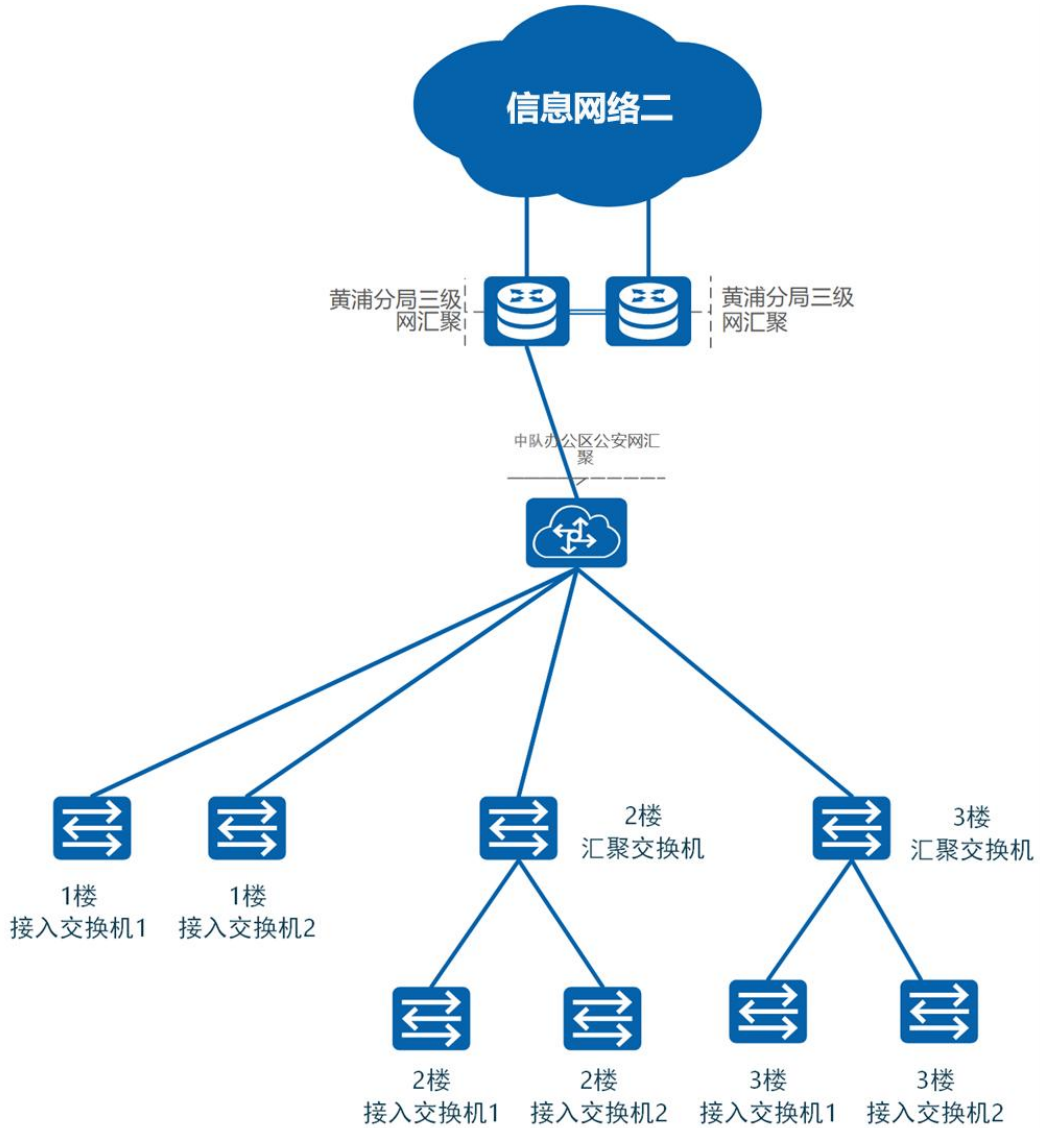 信息网络二
黄浦分局三级
网汇聚
黄浦分局三级
网汇聚
中队办公区公安网汇
聚
2楼
汇聚交换机
3楼
汇聚交换机
1楼
接入交换机1
1楼
接入交换机2
2楼
接入交换机1
2楼
接入交换机2
3楼
接入交换机1
3楼
接入交换机2